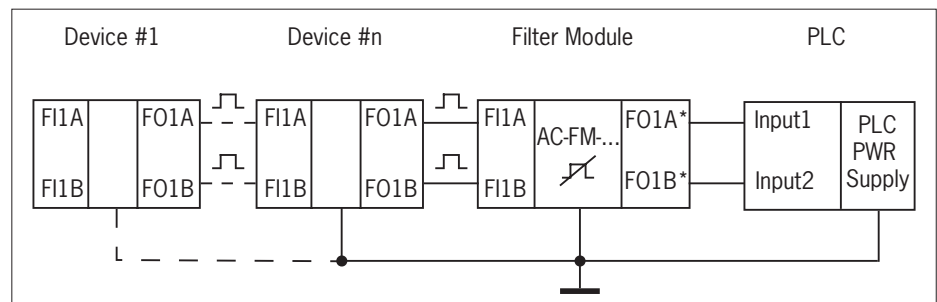 Device #1
Device #n
Filter Module
PLC
FI1A
FO1A
FI1A
FO1A
FI1A
AC-FM-...
FO1A*
Input1
PLC
PWR
Supply
FI1B
FO1B
FI1B
FO1B
FI1B
FO1B*
Input2